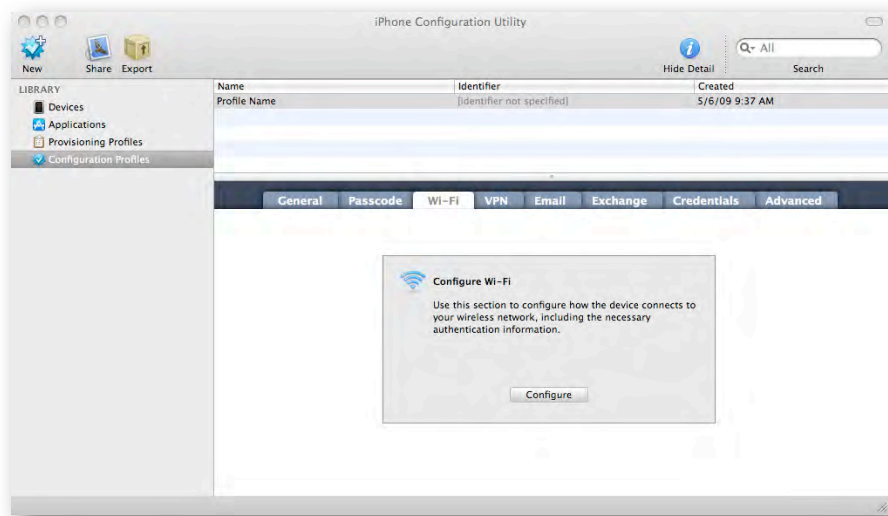 iPhone Configuration Utility
New Share Export Hide Detail Q All Search
LIBRARY
Devices
Applications
Provisioning Profiles
Configuration Profiles
Name Identifier Created
Profile Name [Identifier not specified] 5/6/09 9:37 AM
General Passcode Wi-Fi VPN Email Exchange Credentials Advanced
Configure Wi-Fi
Use this section to configure how the device connects to
your wireless network, including the necessary
authentication information.
Configure